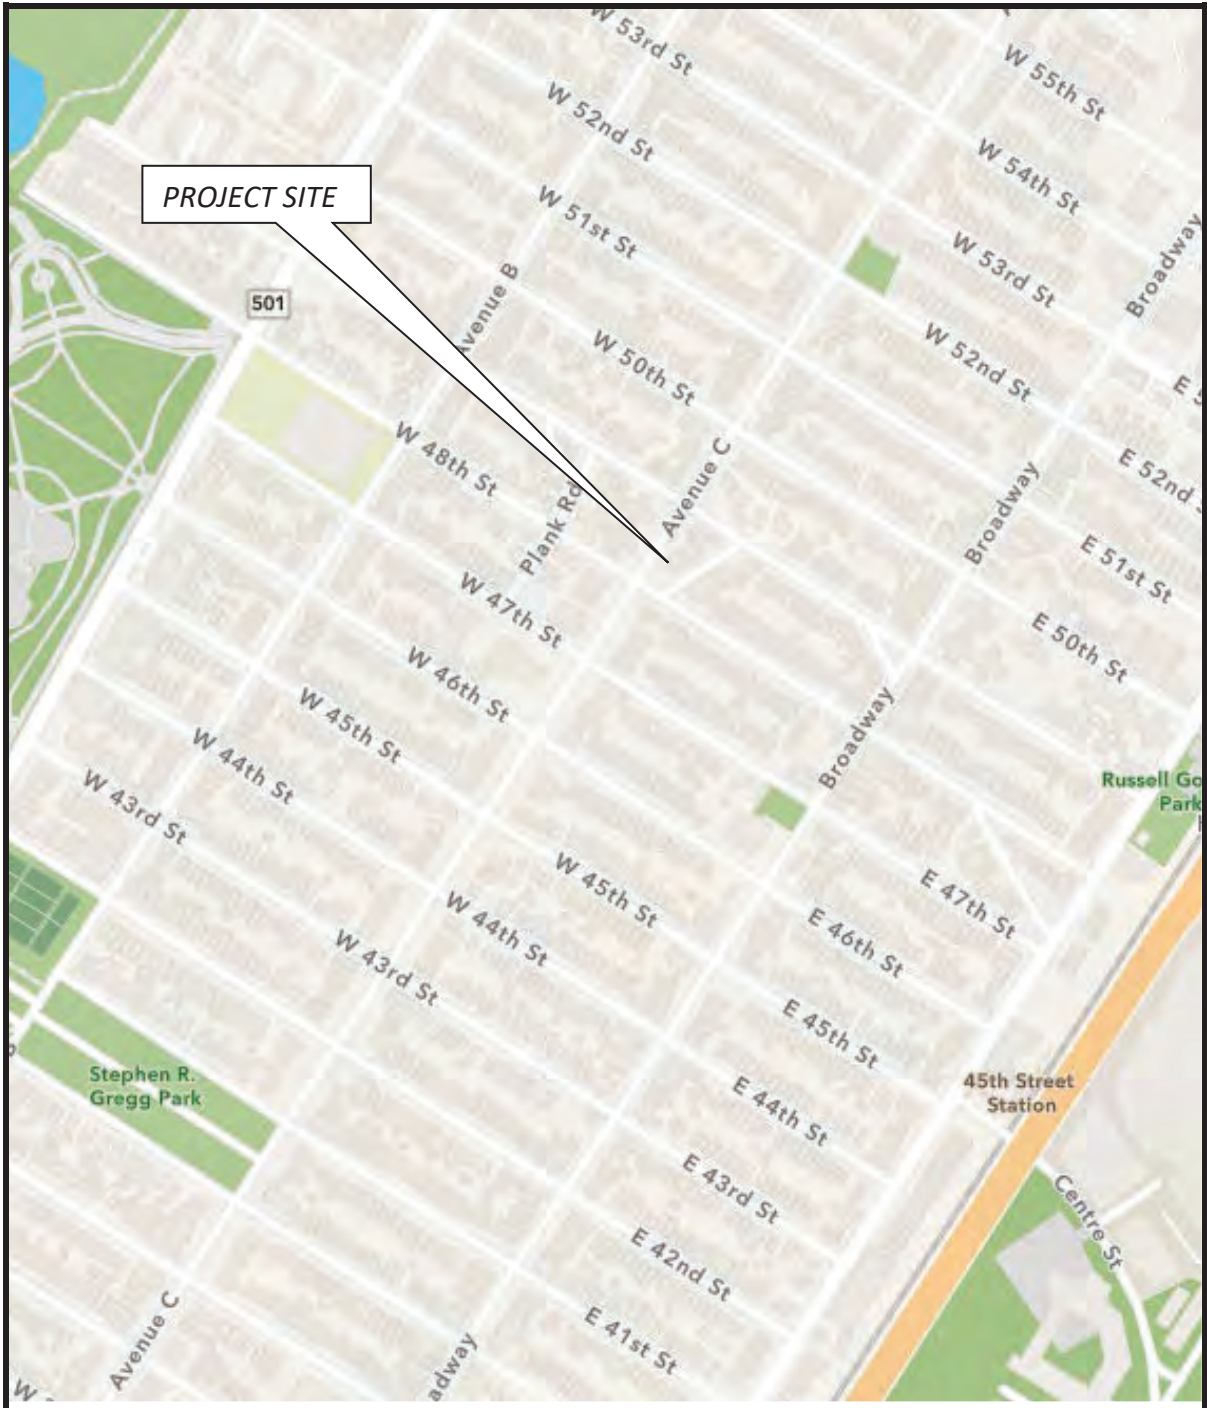 W 53rd St
W 55th St
W 52nd St
W 54th St
PROJECT SITE
W 51st St
Broadway
W 53rd St
501
Avenue B
W 50th St
W 52nd St
E 5
W 48th St
Avenue C
Broadway
E 52nd S
Plank Rd
E 51st St
W 47th St
E 50th St
W 46th St
W 45th St
Broadway
W 44th St
Russell Go
Park
W 43rd St
W 45th St
E 47th St
W 44th St
E 46th St
W 43rd St
E 45th St
Stephen R.
Gregg Park
45th Street
Station
E 44th St
E 43rd St
Centre St
E 42nd St
Avenue C
E 41st St
adway
W